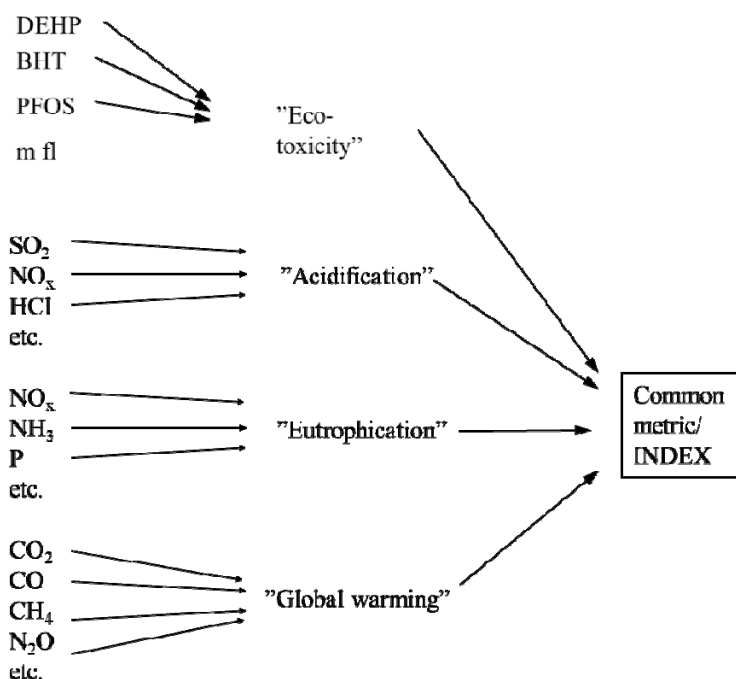 DEHP
BHT
PFOS
m fl
”Eco-
toxicity”
SO₂
NOₓ
HCl
etc.
”Acidification”
NOₓ
NH₃
P
etc.
”Eutrophication”
CO₂
CO
CH₄
N₂O
etc.
”Global warming”
Common
metric/
INDEX